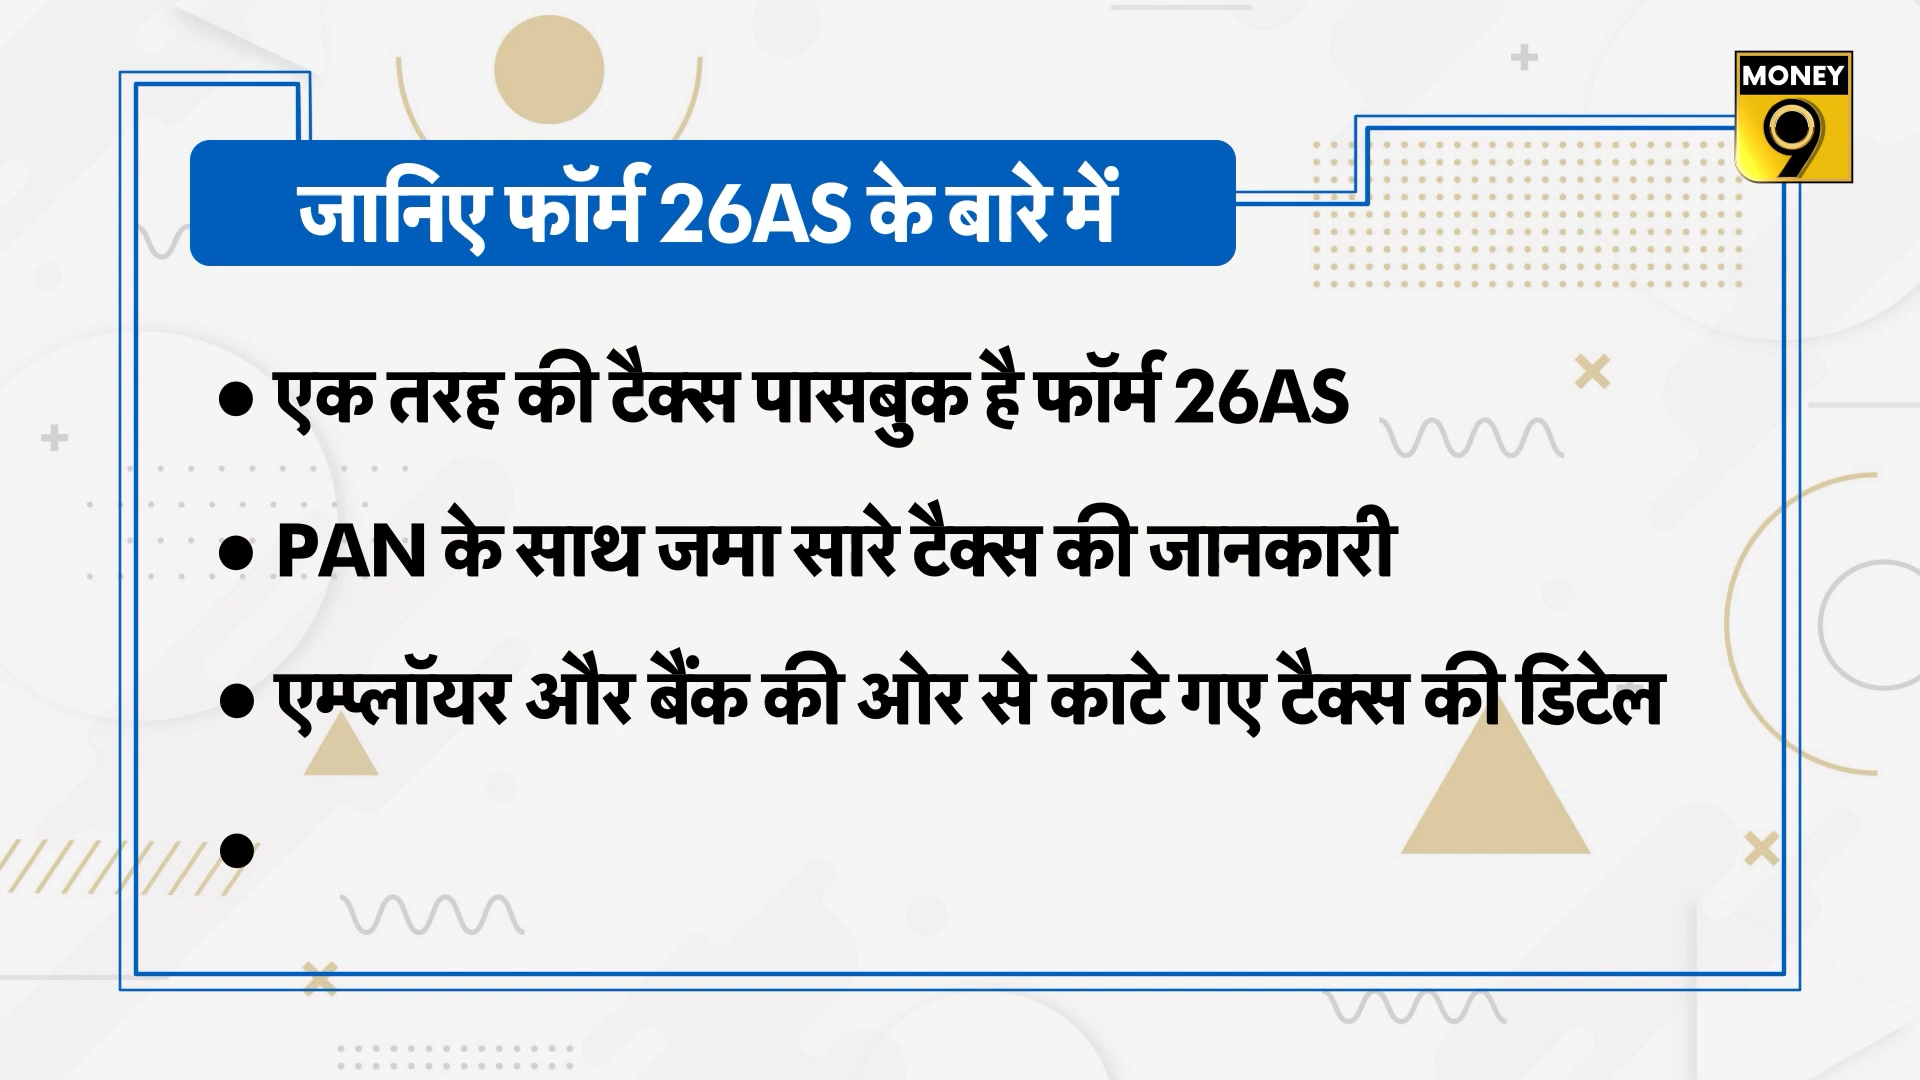 MONEY
9
जानिए फॉर्म 26AS के बारे में
• एक तरह की टैक्स पासबुक है फॉर्म 26AS
• PAN के साथ जमा सारे टैक्स की जानकारी
• एम्प्लॉयर और बैंक की ओर से काटे गए टैक्स की डिटेल
•